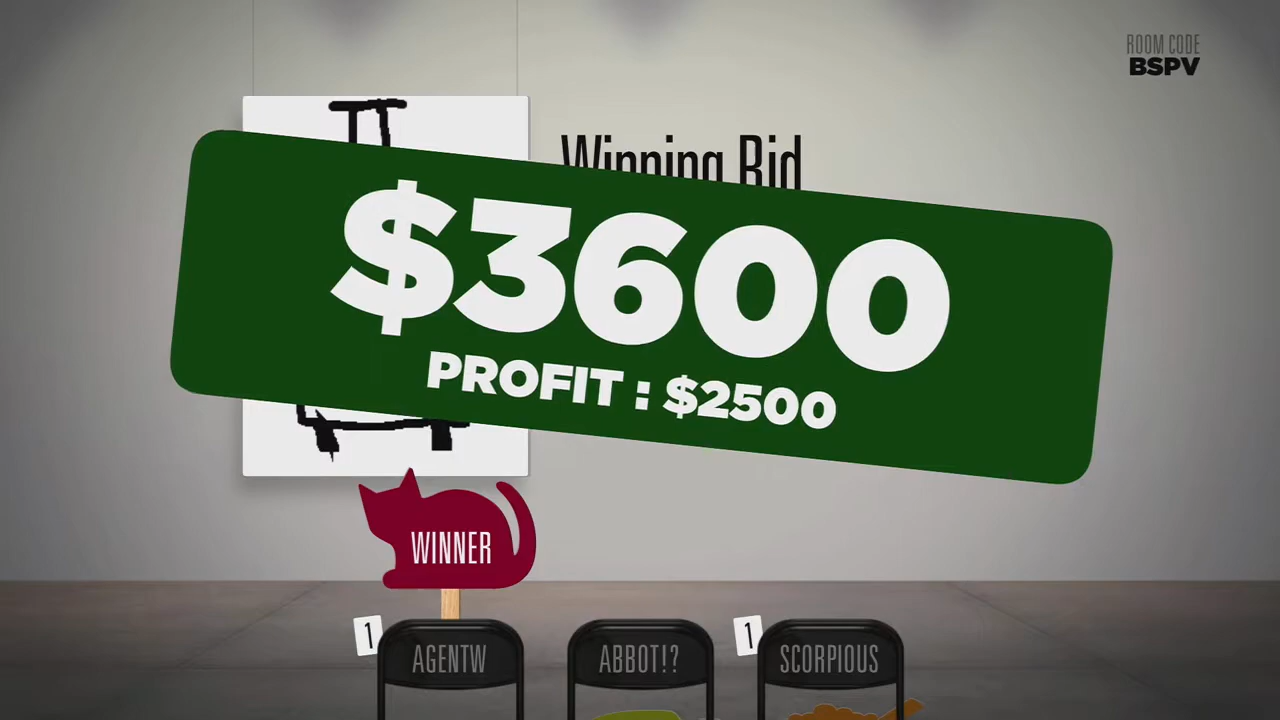 ROOM CODE
BSPV
Winning Bid
$3600
PROFIT : $2500
WINNER
1
AGENTW
ABBOT!?
1
SCORPIOUS